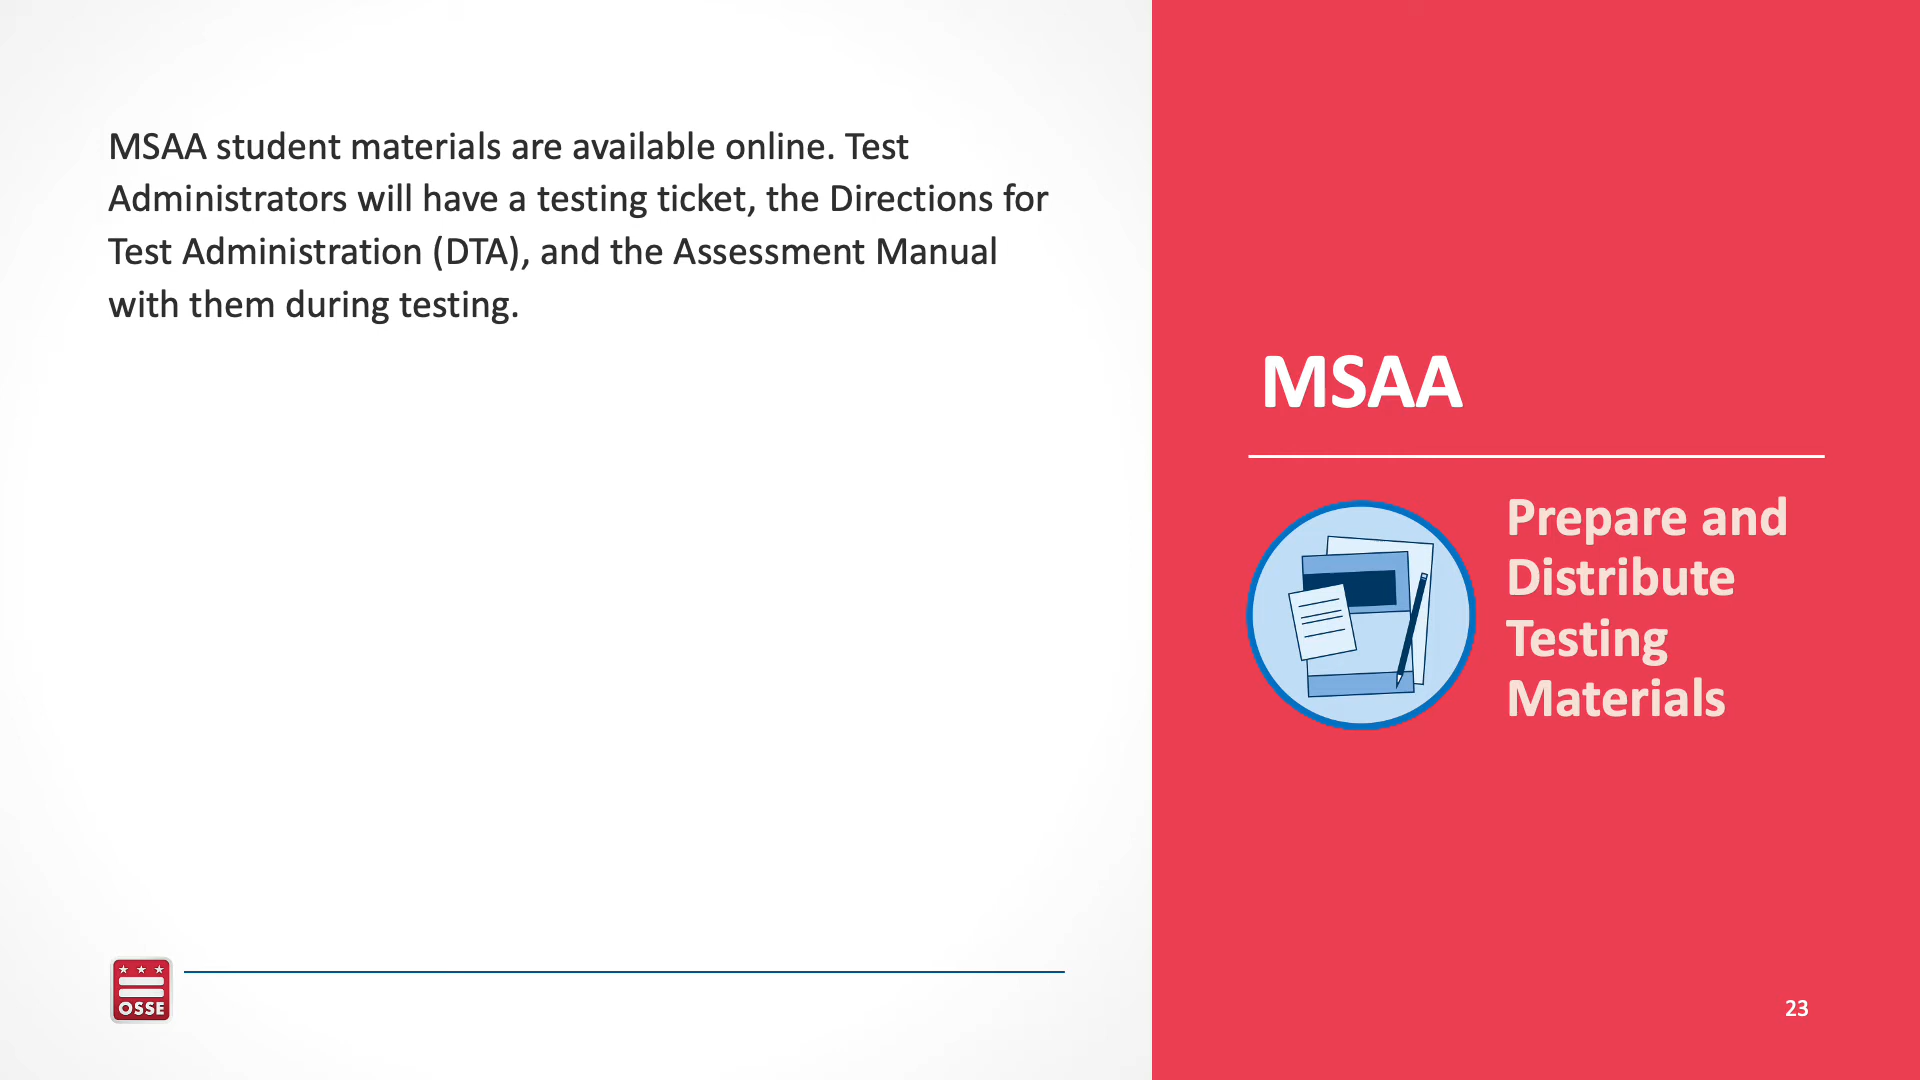 MSAA student materials are available online. Test
Administrators will have a testing ticket, the Directions for
Test Administration (DTA), and the Assessment Manual
with them during testing.
MSAA
Prepare and
Distribute
Testing
Materials
OSSE
23